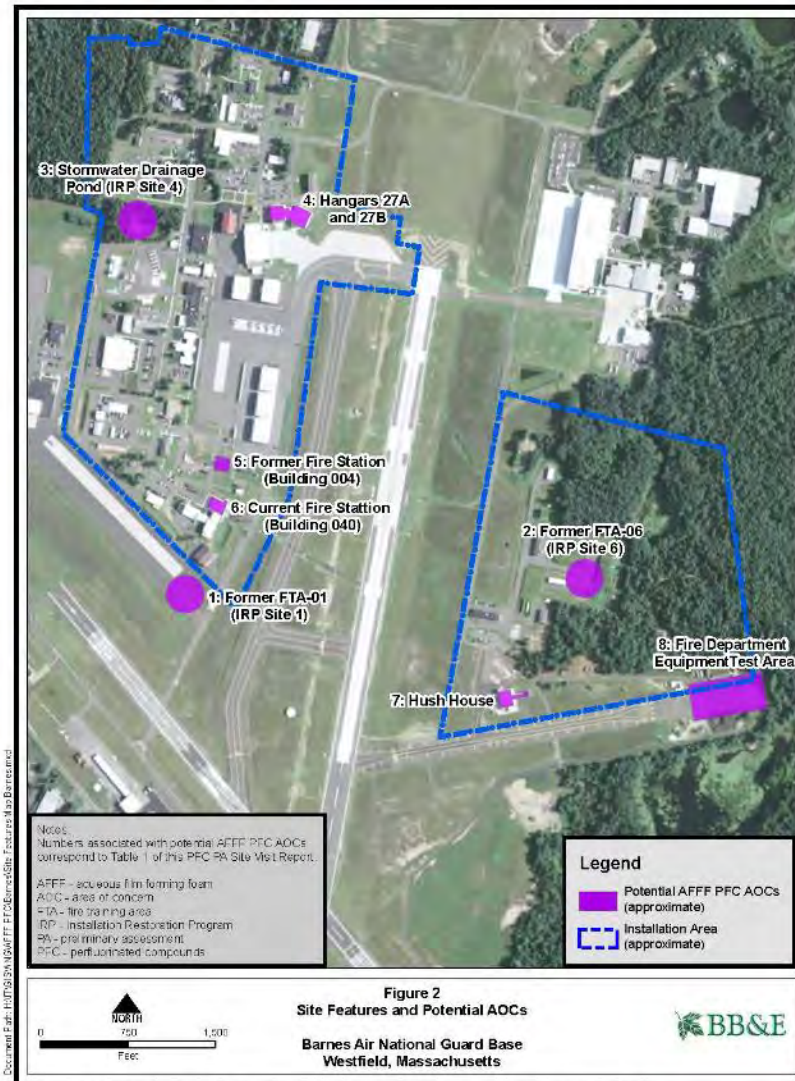 3: Stormwater Drainage
Pond (IRP Site 4)
4: Hangars 27A
and 27B
5: Former Fire Station
(Building 004)
6: Current Fire Stattion
(Building 040)
1: Former FTA-01
(IRP Site 1)
2: Former FTA-06
(IRP Site 6)
8: Fire Department
EquipmentTest Area
7: Hush House
Notes
Numbers associated with potential AFFF PFC AOCs
correspond to Table 1 of this PFC PA Site Visit Report.
AFFF - aqueous film forming foam
AOC - area of concern
FTA - fire training area
IRP - Installation Restoration Program
PA - preliminary assessment
PFC - perfluorinated compounds
Legend
Potential AFFF PFC AOCs
(approximate)
Installation Area
(approximate)
NORTH
0 750 1,500
Feet
Figure 2
Site Features and Potential AOCs
Barnes Air National Guard Base
Westfield, Massachusetts
BB&E